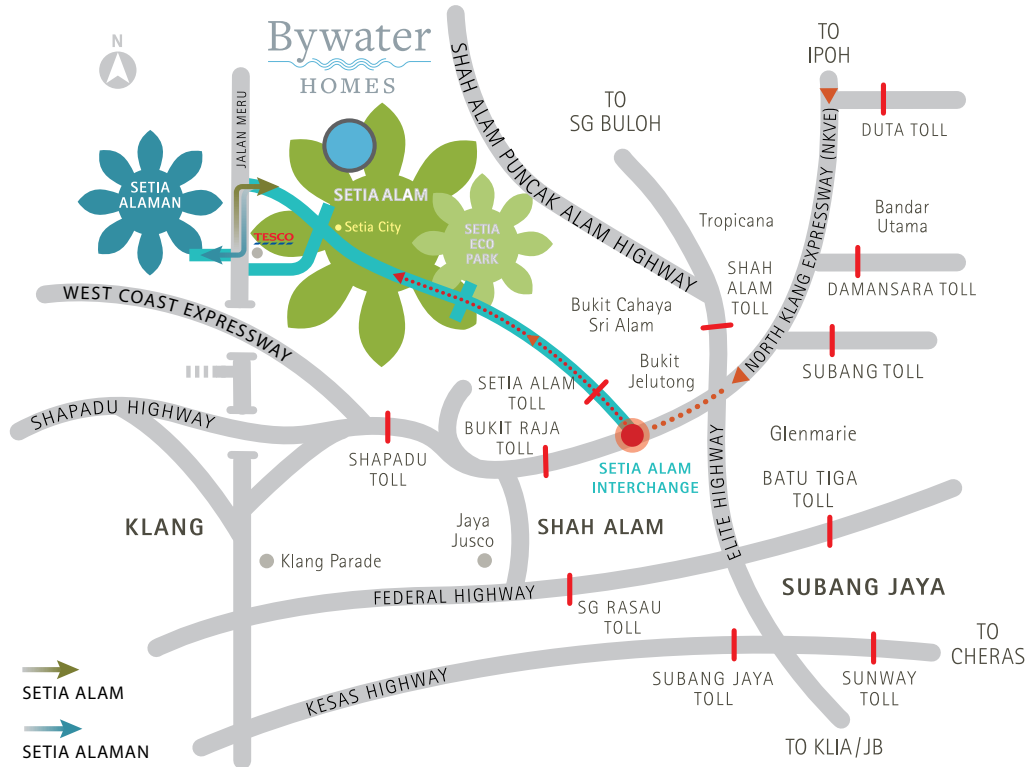 N
Bywater
HOMES
TO
IPOH
SHAH ALAM PUNCAK ALAM HIGHWAY
TO
SG BULOH
DUTA TOLL
JALAN MERU
NORTH KLANG EXPRESSWAY (NKVE)
SETIA
ALAMAN
SETIA ALAM
Setia City
TESCO
SETIA
ECO
PARK
Tropicana
Bandar
Utama
SHAH
ALAM
TOLL
DAMANSARA TOLL
WEST COAST EXPRESSWAY
Bukit Cahaya
Sri Alam
Bukit
Jelutong
SUBANG TOLL
SETIA ALAM
TOLL
SHAPADU HIGHWAY
BUKIT RAJA
TOLL
Glenmarie
SHAPADU
TOLL
SETIA ALAM
INTERCHANGE
BATU TIGA
TOLL
KLANG
Jaya
Jusco
SHAH ALAM
ELITE HIGHWAY
Klang Parade
FEDERAL HIGHWAY
SUBANG JAYA
SG RASAU
TOLL
TO
CHERAS
KESAS HIGHWAY
SUBANG JAYA
TOLL
SUNWAY
TOLL
SETIA ALAM
SETIA ALAMAN
TO KLIA/JB